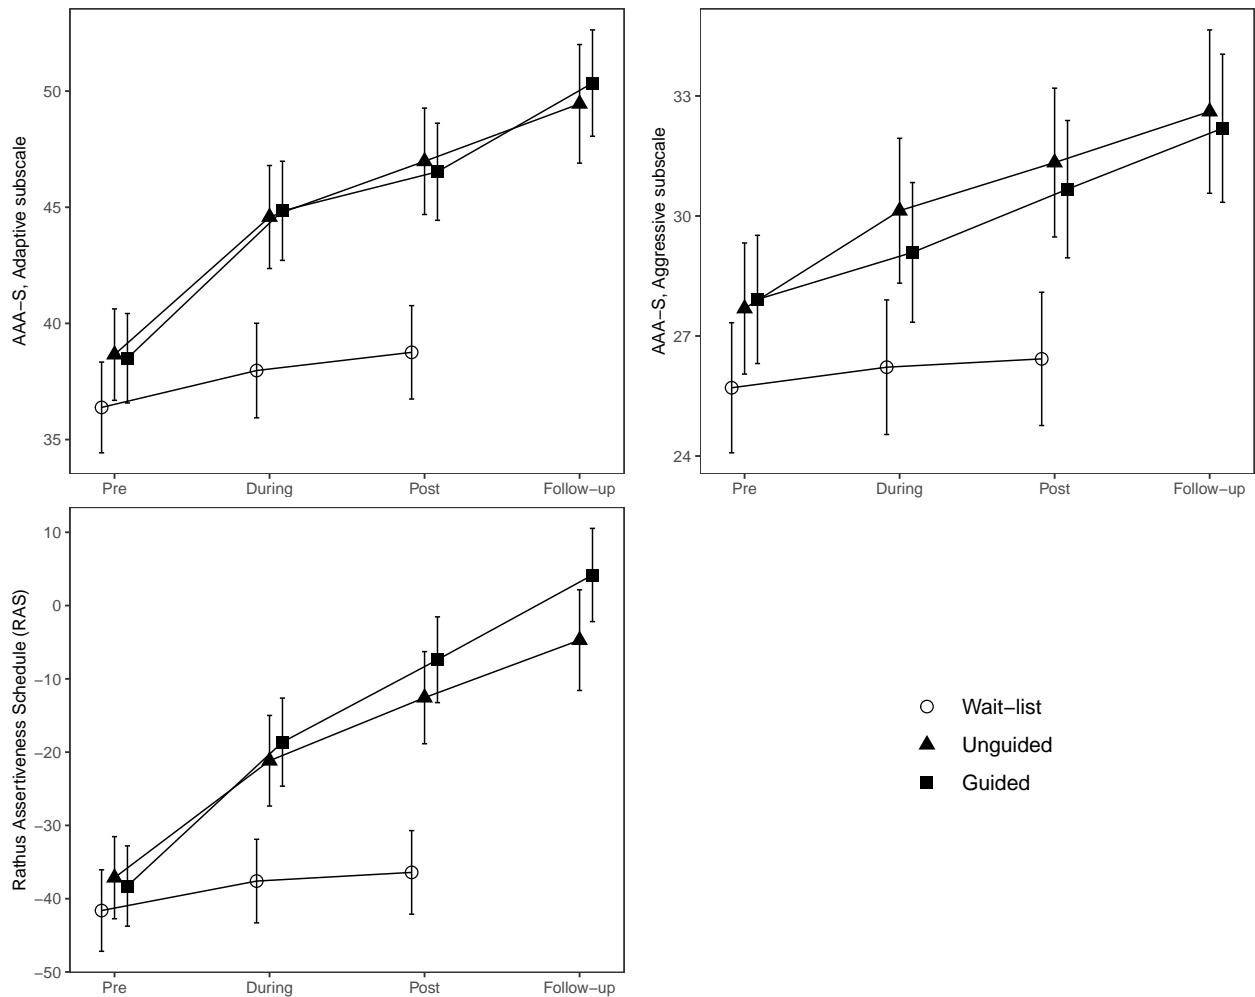 AAA−S, Adaptive subscale
50
45
40
35
Pre During Post Follow−up
AAA−S, Aggressive subscale
33
30
27
24
Pre During Post Follow−up
Rathus Assertiveness Schedule (RAS)
10
0
−10
−20
−30
−40
−50
Pre During Post Follow−up
Wait−list
Unguided
Guided